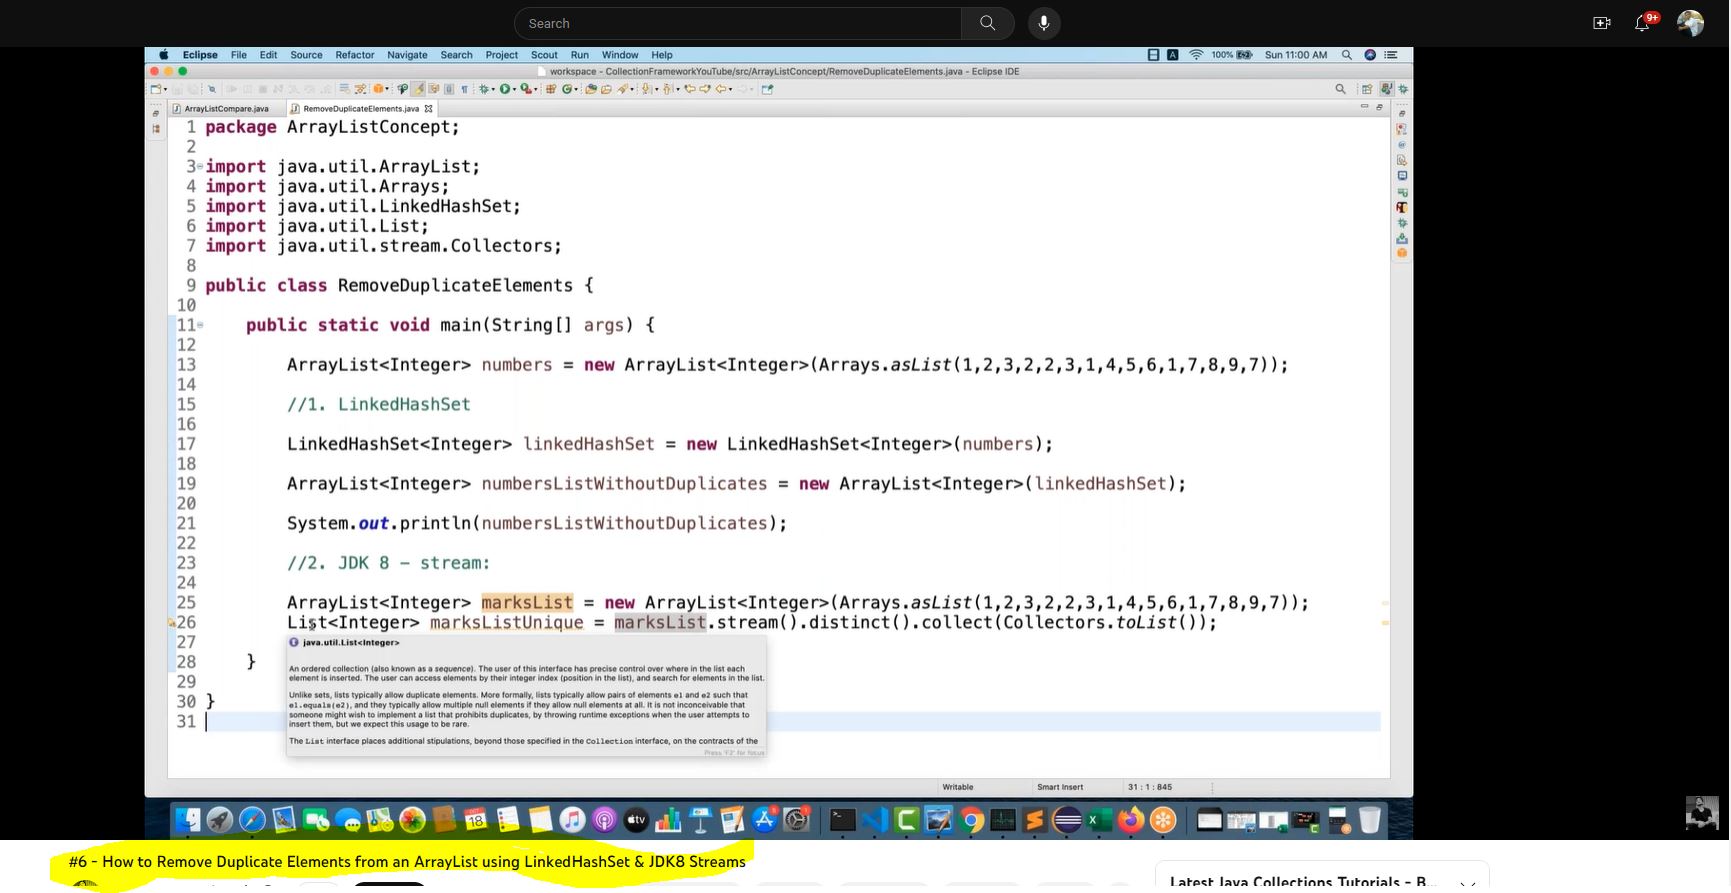 Search
9+
Eclipse File Edit Source Refactor Navigate Search Project Scout Run Window Help
100% Sun 11:00 AM
workspace - CollectionFrameworkYouTube/src/ArrayListConcept/RemoveDuplicateElements.java - Eclipse IDE
ArrayListCompare.java RemoveDuplicateElements.java
1 package ArrayListConcept;
2
3 import java.util.ArrayList;
4 import java.util.Arrays;
5 import java.util.LinkedHashSet;
6 import java.util.List;
7 import java.util.stream.Collectors;
8
9 public class RemoveDuplicateElements {
10
11 public static void main(String[] args) {
12
13 ArrayList<Integer> numbers = new ArrayList<Integer>(Arrays.asList(1,2,3,2,2,3,1,4,5,6,1,7,8,9,7));
14
15 //1. LinkedHashSet
16
17 LinkedHashSet<Integer> linkedHashSet = new LinkedHashSet<Integer>(numbers);
18
19 ArrayList<Integer> numbersListWithoutDuplicates = new ArrayList<Integer>(linkedHashSet);
20
21 System.out.println(numbersListWithoutDuplicates);
22
23 //2. JDK 8 - stream:
24
25 ArrayList<Integer> marksList = new ArrayList<Integer>(Arrays.asList(1,2,3,2,2,3,1,4,5,6,1,7,8,9,7));
26 List<Integer> marksListUnique = marksList.stream().distinct().collect(Collectors.toList());
27
28 }
29
30 }
31
java.util.List<Integer>
An ordered collection (also known as a sequence). The user of this interface has precise control over where in the list each
element is inserted. The user can access elements by their integer index (position in the list), and search for elements in the list.
Unlike sets, lists typically allow duplicate elements. More formally, lists typically allow pairs of elements e1 and e2 such that
e1.equals(e2), and they typically allow multiple null elements if they allow null elements at all. It is not inconceivable that
someone might wish to implement a list that prohibits duplicates, by throwing runtime exceptions when the user attempts to
insert them, but we expect this usage to be rare.
The List interface places additional stipulations, beyond those specified in the Collection interface, on the contracts of the
Press 'F2' for focus
Writable Smart Insert 31 : 1 : 845
18
tv
#6 - How to Remove Duplicate Elements from an ArrayList using LinkedHashSet & JDK8 Streams
Latest Java Collections Tutorials - B...